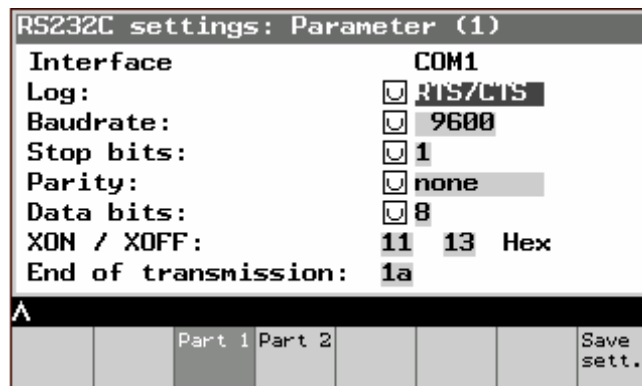 RS232C settings: Parameter (1)
Interface COM1
Log: RTS/CTS
Baudrate: 9600
Stop bits: 1
Parity: none
Data bits: 8
XON / XOFF: 11 13 Hex
End of transmission: 1a
Part 1 Part 2 Save
sett.